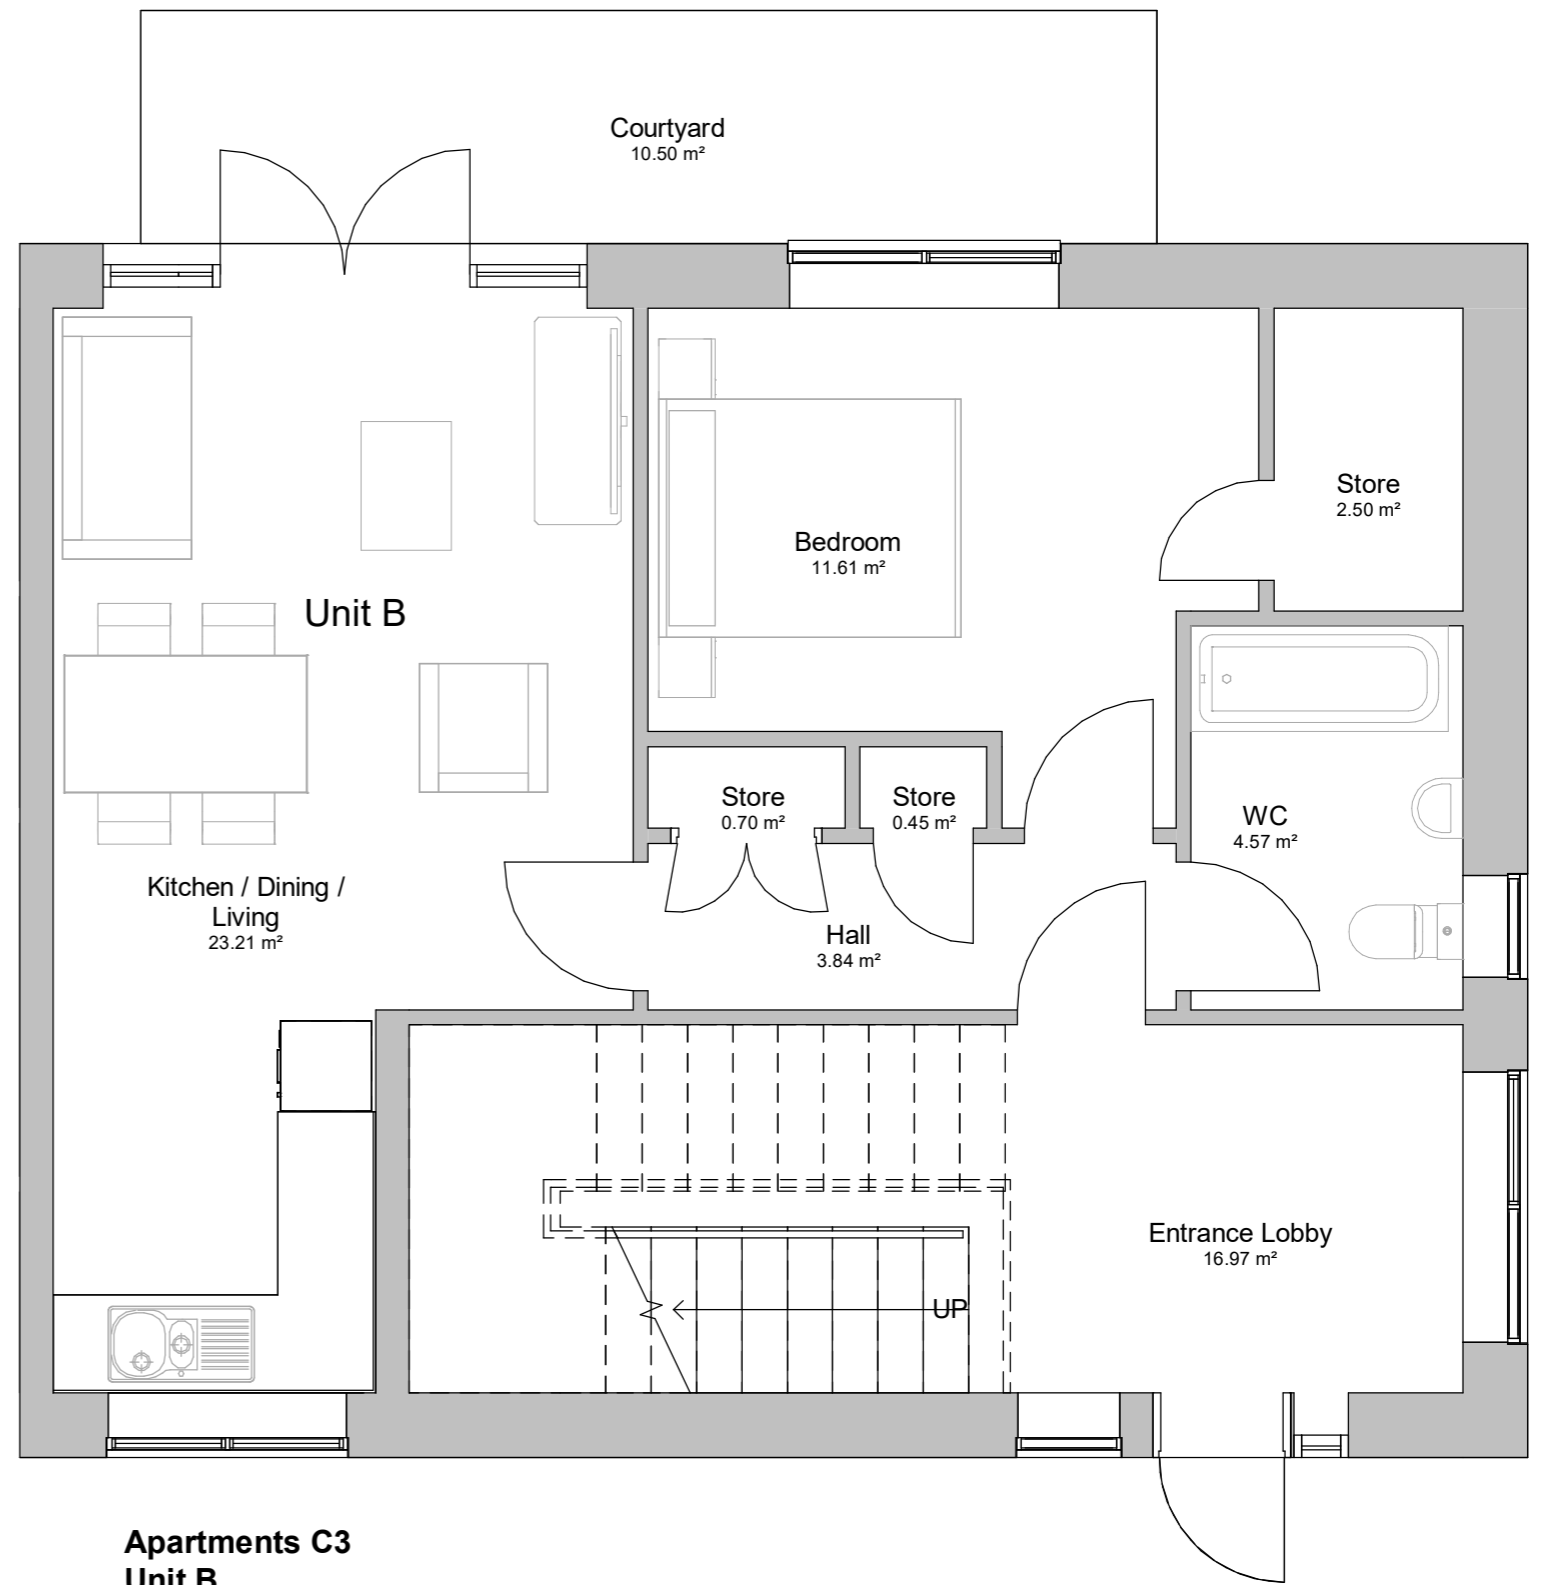 Courtyard
10.50 m²
Store
2.50 m²
Bedroom
11.61 m²
Unit B
Store
0.70 m²
Store
0.45 m²
WC
4.57 m²
Kitchen / Dining /
Living
23.21 m²
Hall
3.84 m²
Entrance Lobby
16.97 m²
UP
Apartments C3
Unit B